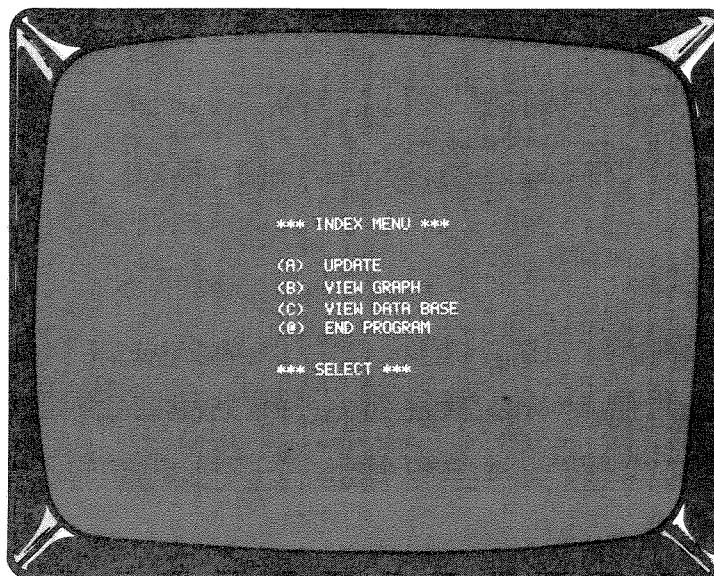 *** INDEX MENU ***
(A) UPDATE
(B) VIEW GRAPH
(C) VIEW DATA BASE
(@) END PROGRAM
*** SELECT ***